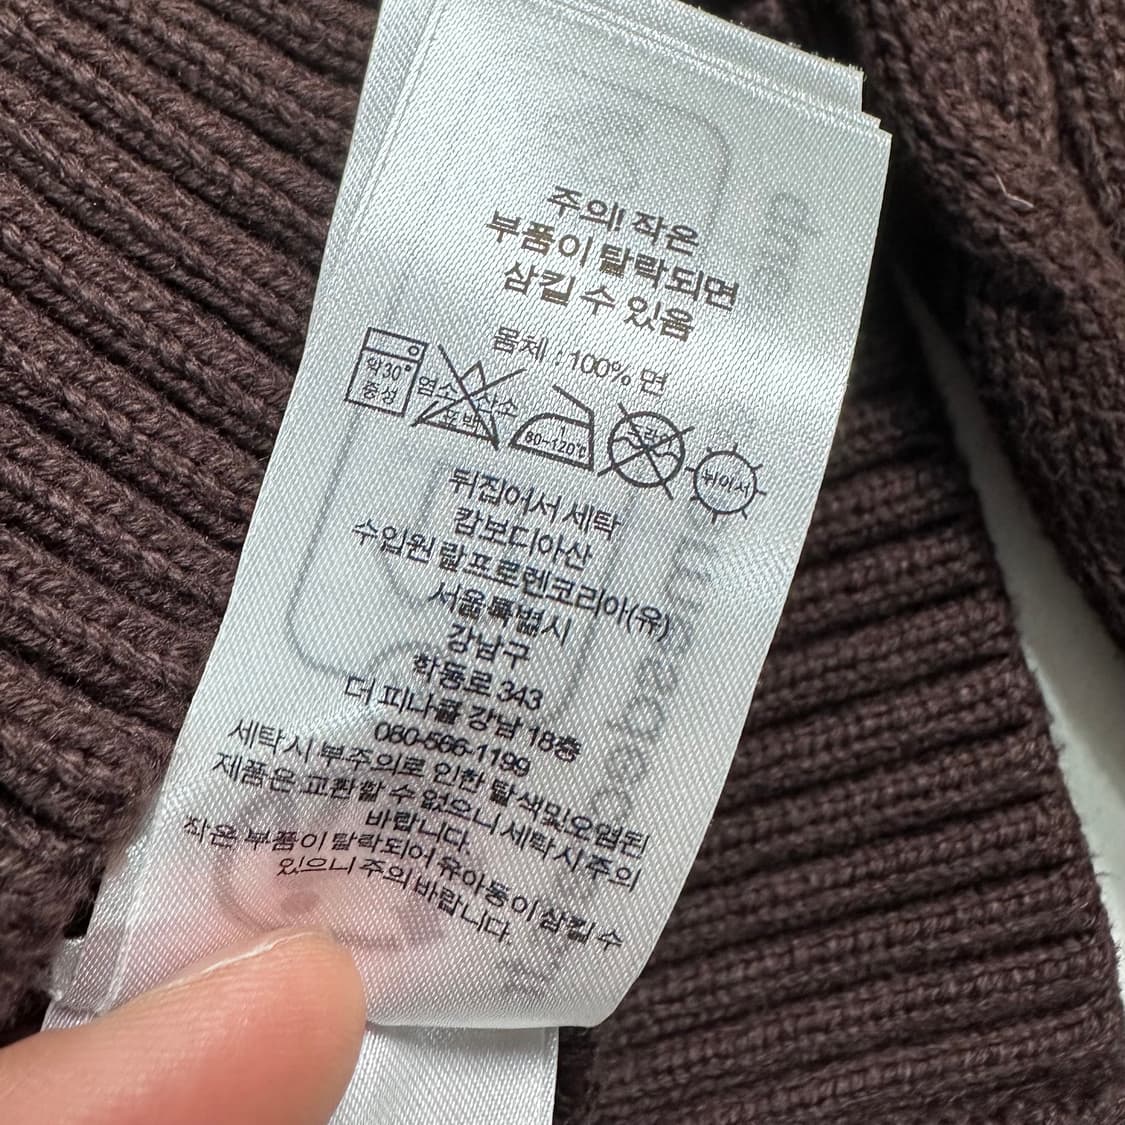 주의! 작은
부품이 탈락되면
삼킬 수 있음
몸체 : 100% 면
약30°
중성
염소 산소
표백
80~120℃
드라이
뉘어서
뒤집어서 세탁
캄보디아산
수입원 랄프로렌코리아(유)
서울특별시
강남구
학동로 343
더 피나클 강남 18층
080-566-1199
세탁시 부주의로 인한 탈색및오염된
제품은 교환할 수 없으니 세탁시 주의
바랍니다.
작은 부품이 탈락되어 유아동이 삼킬 수
있으니 주의 바랍니다.